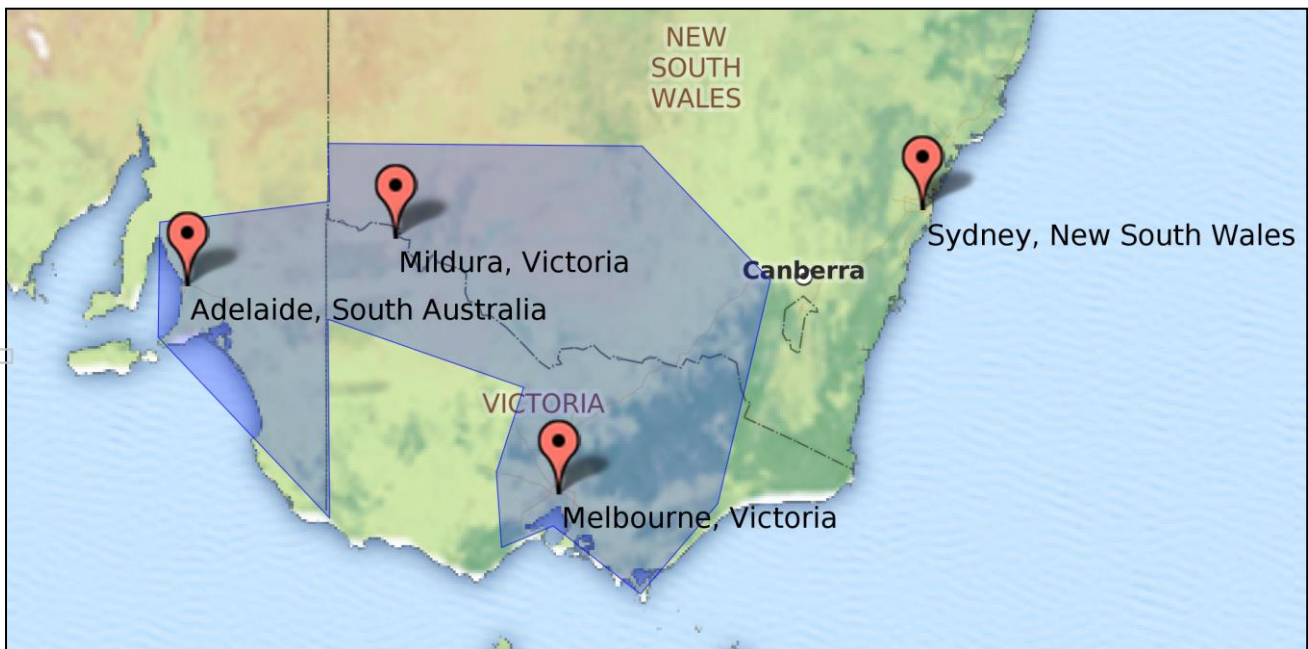 NEW
SOUTH
WALES
Sydney, New South Wales
Mildura, Victoria
Canberra
Adelaide, South Australia
VICTORIA
Melbourne, Victoria